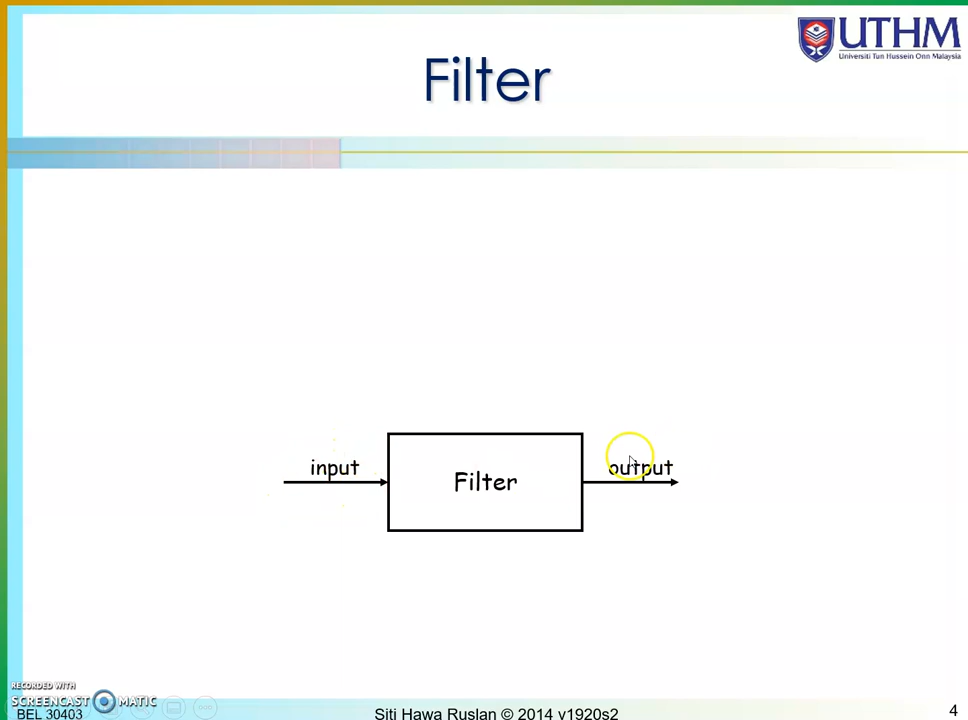 UTHM
Universiti Tun Hussein Onn Malaysia
Filter
input
Filter
output
RECORDED WITH
SCREENCAST MATIC
BEL 30403
Siti Hawa Ruslan © 2014 v1920s2
4